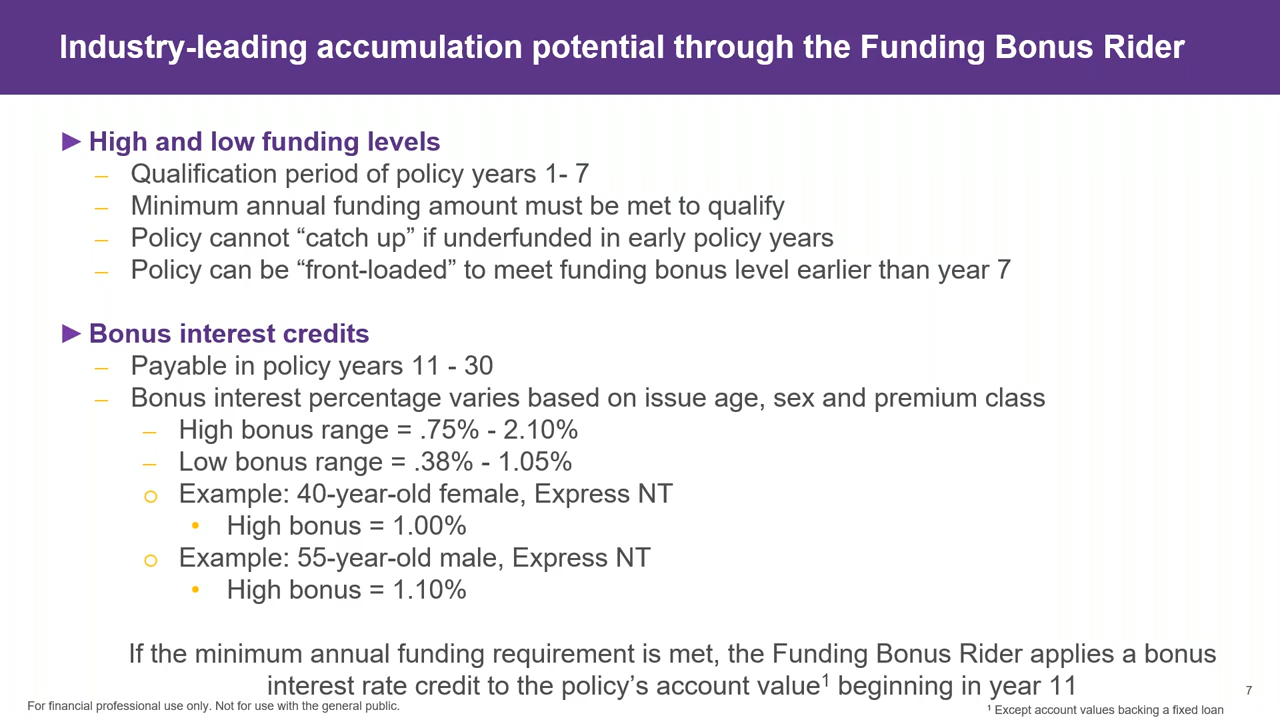 Industry-leading accumulation potential through the Funding Bonus Rider
► High and low funding levels
– Qualification period of policy years 1- 7
– Minimum annual funding amount must be met to qualify
– Policy cannot “catch up” if underfunded in early policy years
– Policy can be “front-loaded” to meet funding bonus level earlier than year 7
► Bonus interest credits
– Payable in policy years 11 - 30
– Bonus interest percentage varies based on issue age, sex and premium class
– High bonus range = .75% - 2.10%
– Low bonus range = .38% - 1.05%
o Example: 40-year-old female, Express NT
• High bonus = 1.00%
o Example: 55-year-old male, Express NT
• High bonus = 1.10%
If the minimum annual funding requirement is met, the Funding Bonus Rider applies a bonus
interest rate credit to the policy’s account value¹ beginning in year 11
7
For financial professional use only. Not for use with the general public.
¹ Except account values backing a fixed loan